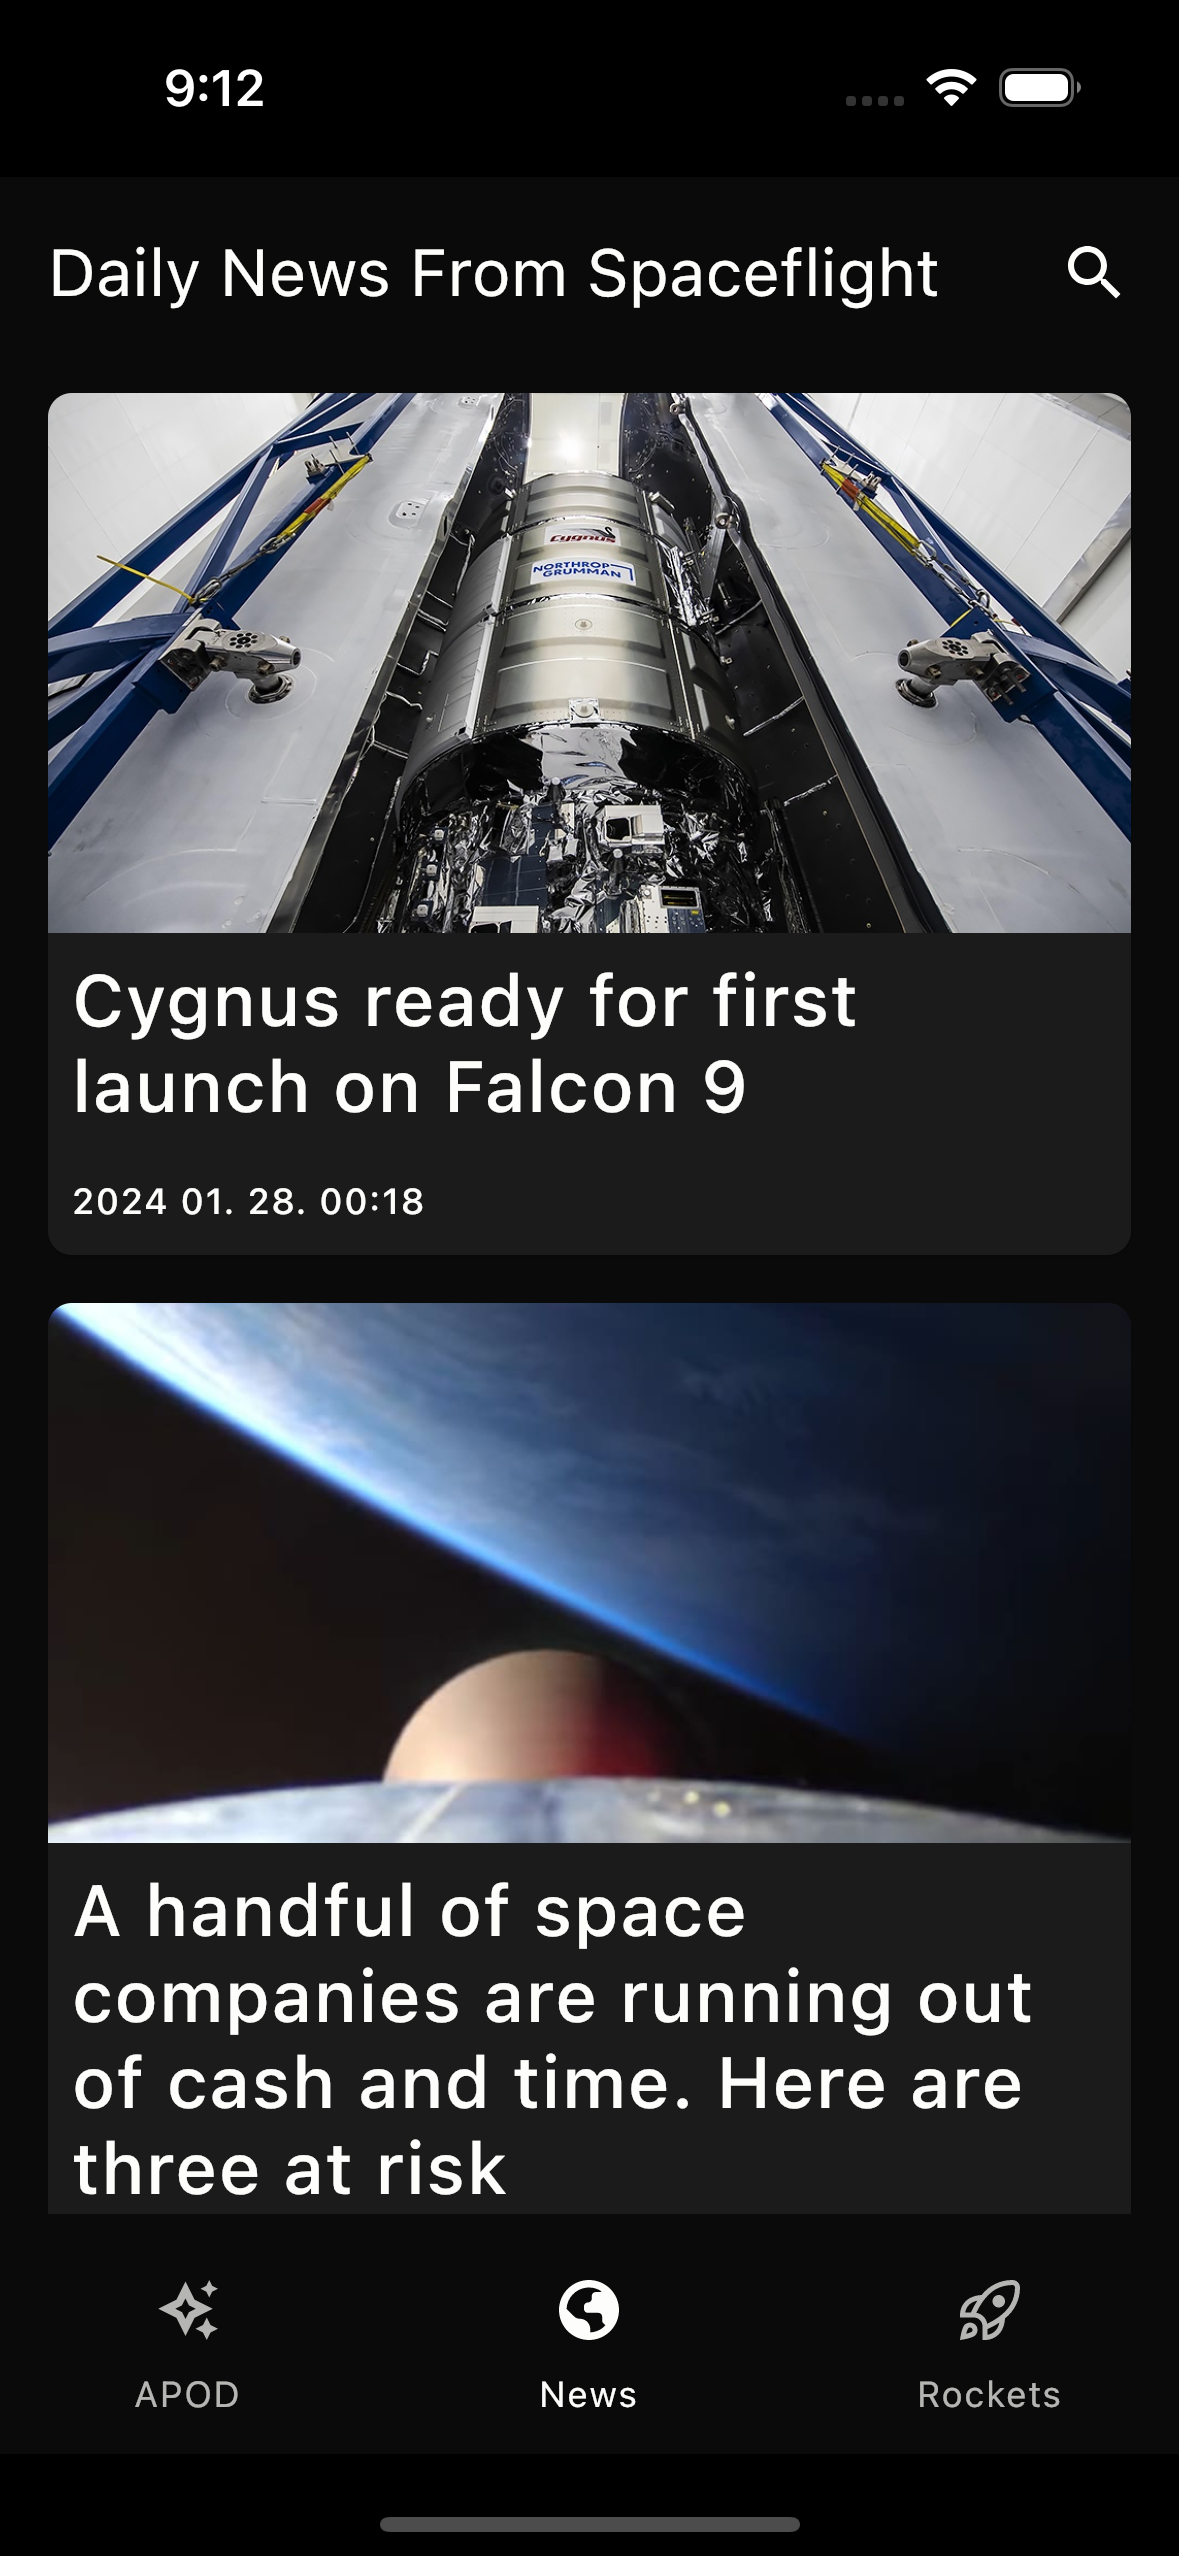 9:12
Daily News From Spaceflight
Cygnus
NORTHROP
GRUMMAN
Cygnus ready for first
launch on Falcon 9
2024 01. 28. 00:18
A handful of space
companies are running out
of cash and time. Here are
three at risk
APOD
News
Rockets